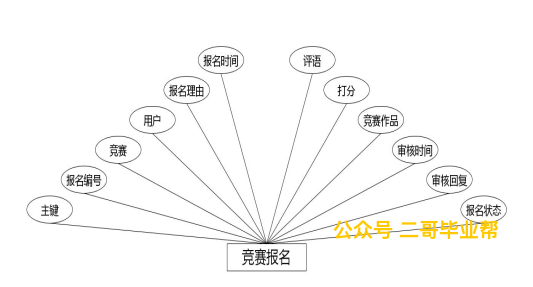 报名时间
评语
报名理由
打分
用户
竞赛作品
竞赛
审核时间
报名编号
审核回复
主键
报名状态
公众号 二哥毕业帮
竞赛报名